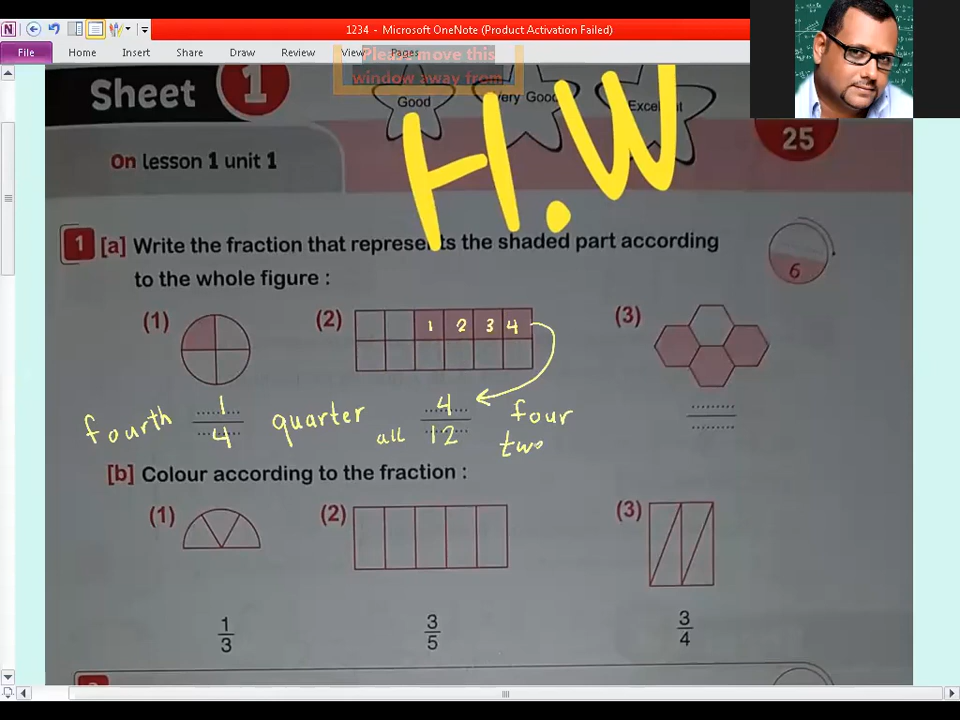 1234 - Microsoft OneNote (Product Activation Failed)
File Home Insert Share Draw Review View Pages
Please move this
window away from
Sheet 1
Good Very Good Excellent
H.W
25
On lesson 1 unit 1
1 [a] Write the fraction that represents the shaded part according
to the whole figure :
6
(1) (2) (3)
1 2 3 4
fourth 1/4 quarter all 4/12 four
two
[b] Colour according to the fraction :
(1) (2) (3)
1/3 3/5 3/4